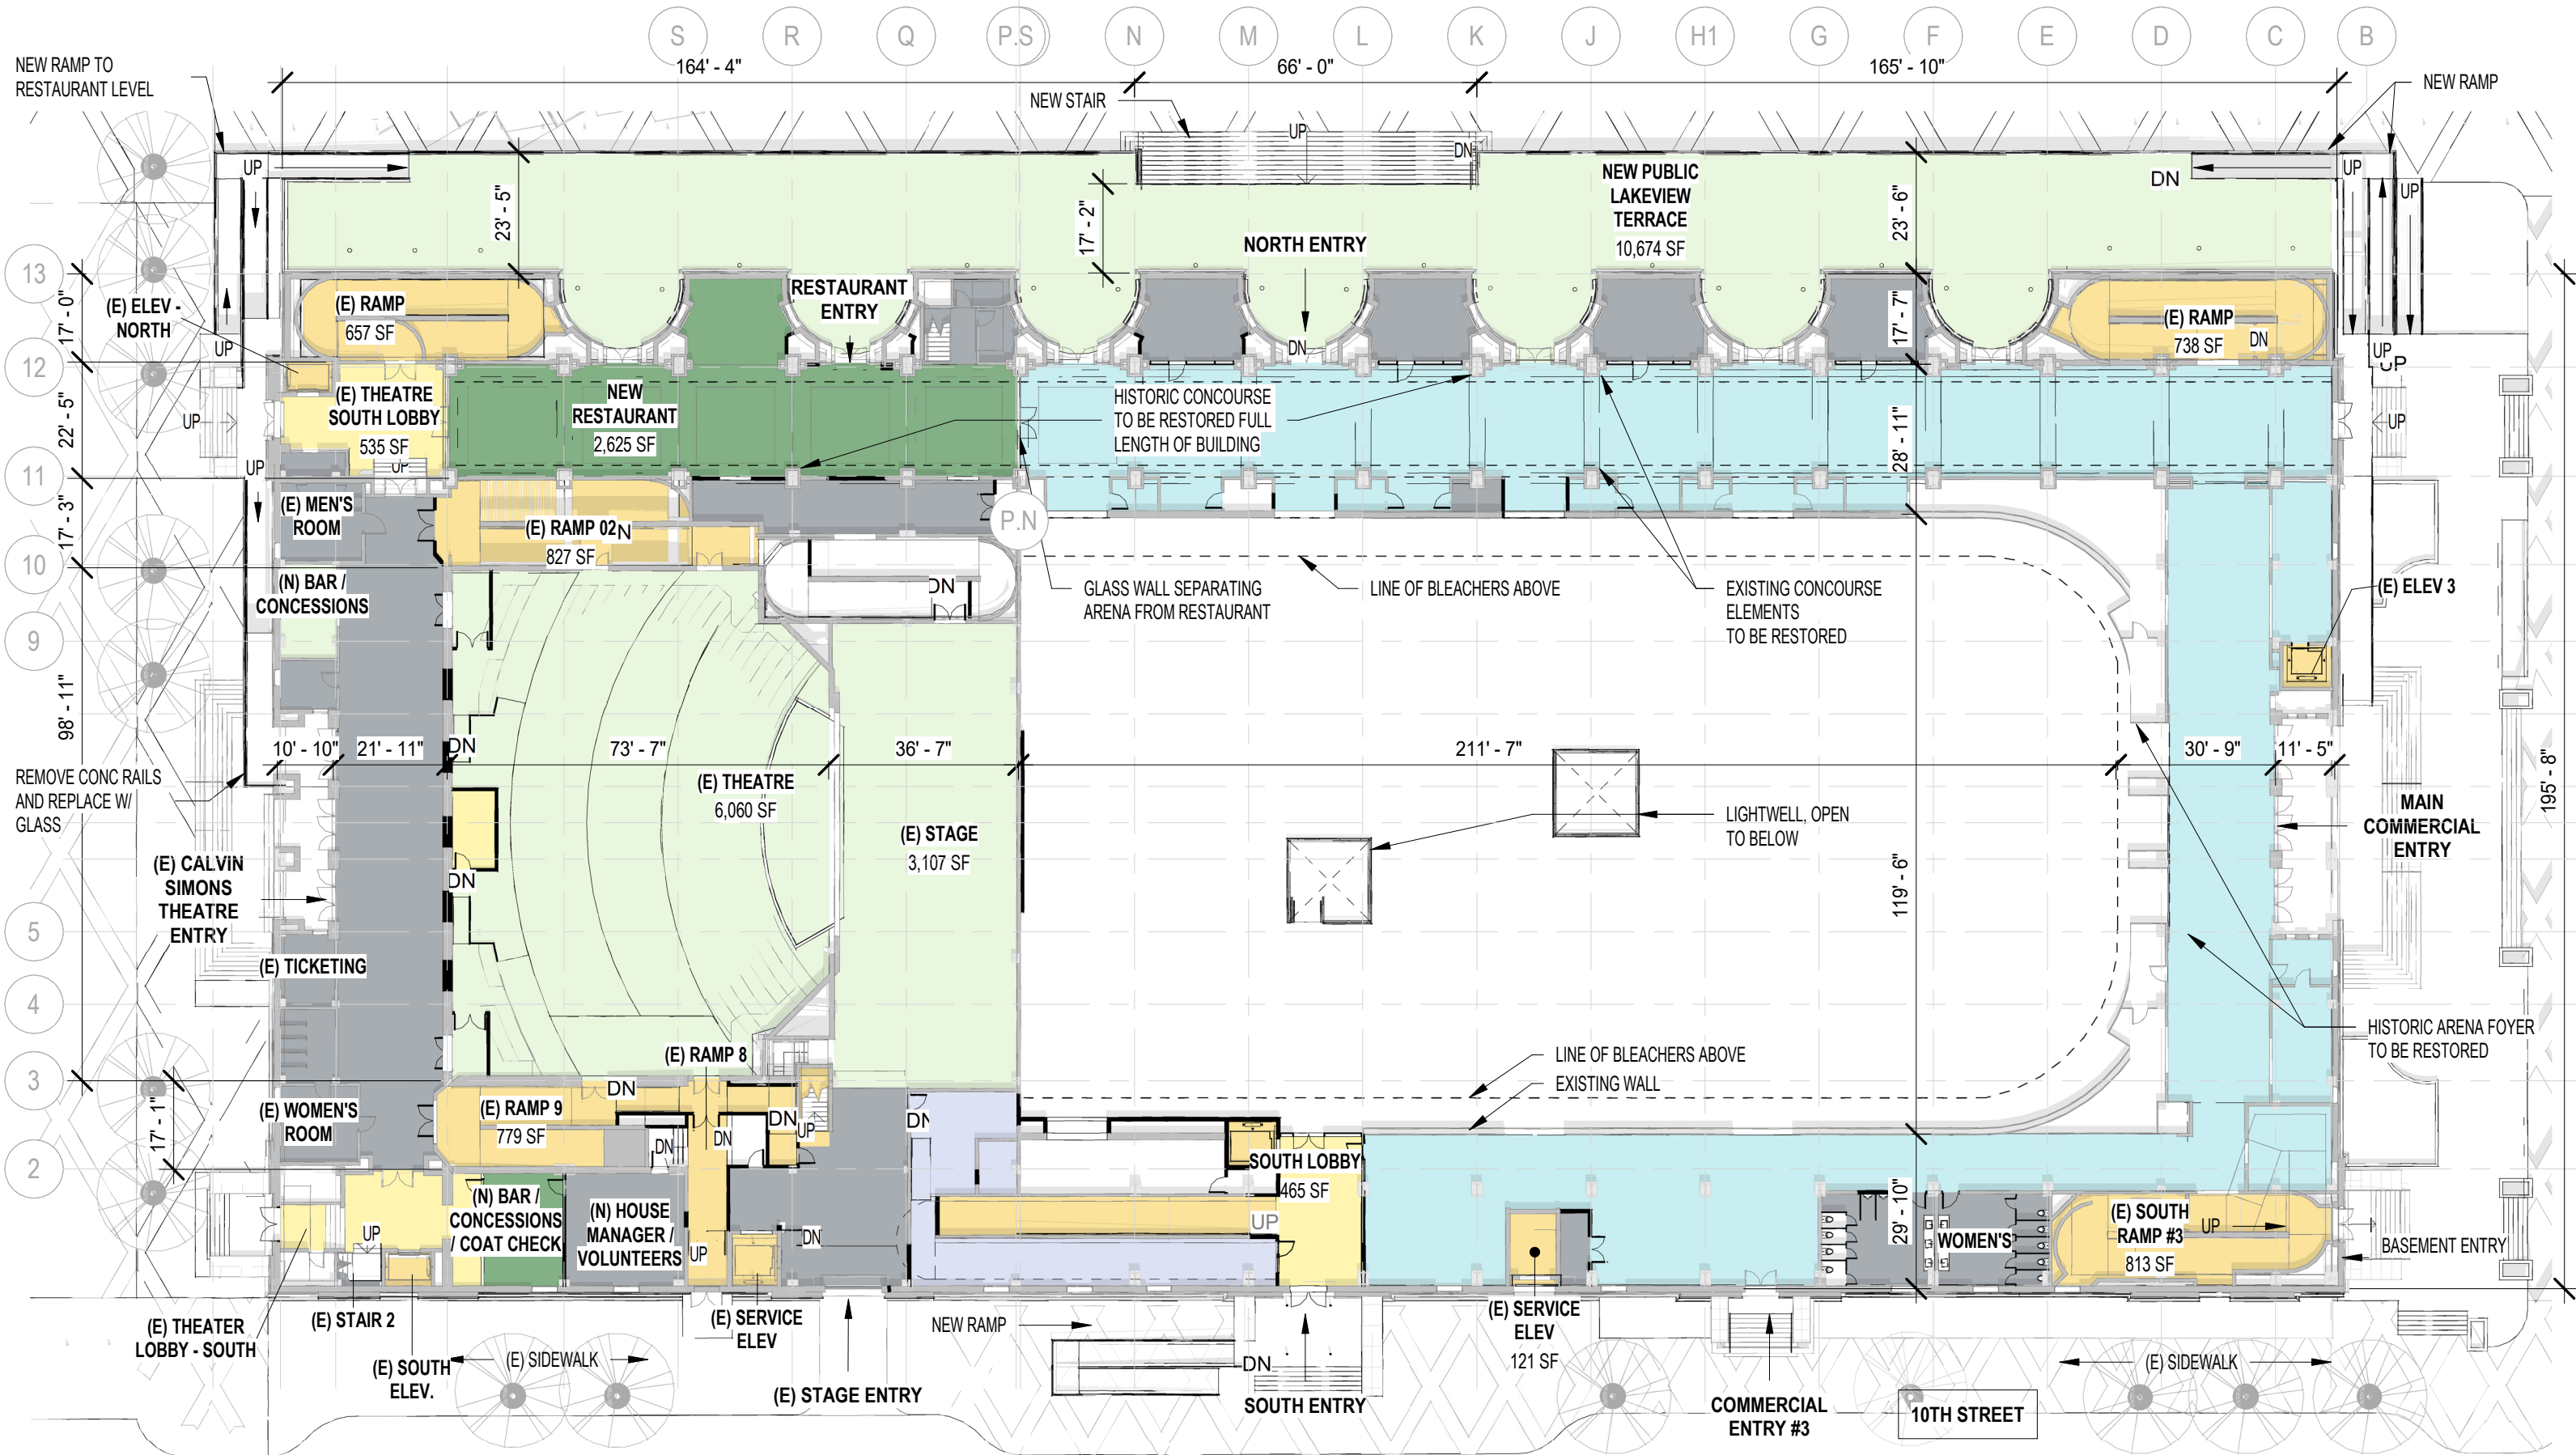 S
R
Q
P.S
N
M
L
K
J
H1
G
F
E
D
C
B
164' - 4"
66' - 0"
165' - 10"
NEW RAMP TO
RESTAURANT LEVEL
NEW STAIR
NEW RAMP
UP
DN
UP
UP
UP
DN
UP
NEW PUBLIC
LAKEVIEW
TERRACE
10,674 SF
23' - 5"
17' - 2"
23' - 6"
NORTH ENTRY
13
17' - 0"
(E) ELEV -
NORTH
(E) RAMP
657 SF
RESTAURANT
ENTRY
17' - 7"
(E) RAMP
738 SF
DN
UP
DN
UP
UP
12
22' - 5"
(E) THEATRE
SOUTH LOBBY
535 SF
UP
UP
NEW
RESTAURANT
2,625 SF
HISTORIC CONCOURSE
TO BE RESTORED FULL
LENGTH OF BUILDING
28' - 11"
UP
UP
11
17' - 3"
(E) MEN'S
ROOM
(E) RAMP 02N
827 SF
P.N
10
(N) BAR /
CONCESSIONS
DN
GLASS WALL SEPARATING
ARENA FROM RESTAURANT
LINE OF BLEACHERS ABOVE
EXISTING CONCOURSE
ELEMENTS
TO BE RESTORED
(E) ELEV 3
9
98' - 11"
10' - 10"
21' - 11"
DN
73' - 7"
36' - 7"
211' - 7"
30' - 9"
11' - 5"
195' - 8"
REMOVE CONC RAILS
AND REPLACE W/
GLASS
(E) THEATRE
6,060 SF
(E) STAGE
3,107 SF
LIGHTWELL, OPEN
TO BELOW
MAIN
COMMERCIAL
ENTRY
(E) CALVIN
SIMONS
THEATRE
ENTRY
DN
119' - 6"
5
(E) TICKETING
4
HISTORIC ARENA FOYER
TO BE RESTORED
3
(E) RAMP 8
LINE OF BLEACHERS ABOVE
EXISTING WALL
17' - 1"
(E) WOMEN'S
ROOM
(E) RAMP 9
779 SF
DN
DN
DN
DN
UP
DN
2
SOUTH LOBBY
465 SF
UP
29' - 10"
(N) BAR /
CONCESSIONS
/ COAT CHECK
(N) HOUSE
MANAGER /
VOLUNTEERS
UP
UP
DN
WOMEN'S
(E) SOUTH
RAMP #3
813 SF
UP
BASEMENT ENTRY
(E) THEATER
LOBBY - SOUTH
(E) STAIR 2
(E) SOUTH
ELEV.
(E) SIDEWALK
(E) SERVICE
ELEV
(E) STAGE ENTRY
NEW RAMP
DN
SOUTH ENTRY
(E) SERVICE
ELEV
121 SF
COMMERCIAL
ENTRY #3
10TH STREET
(E) SIDEWALK